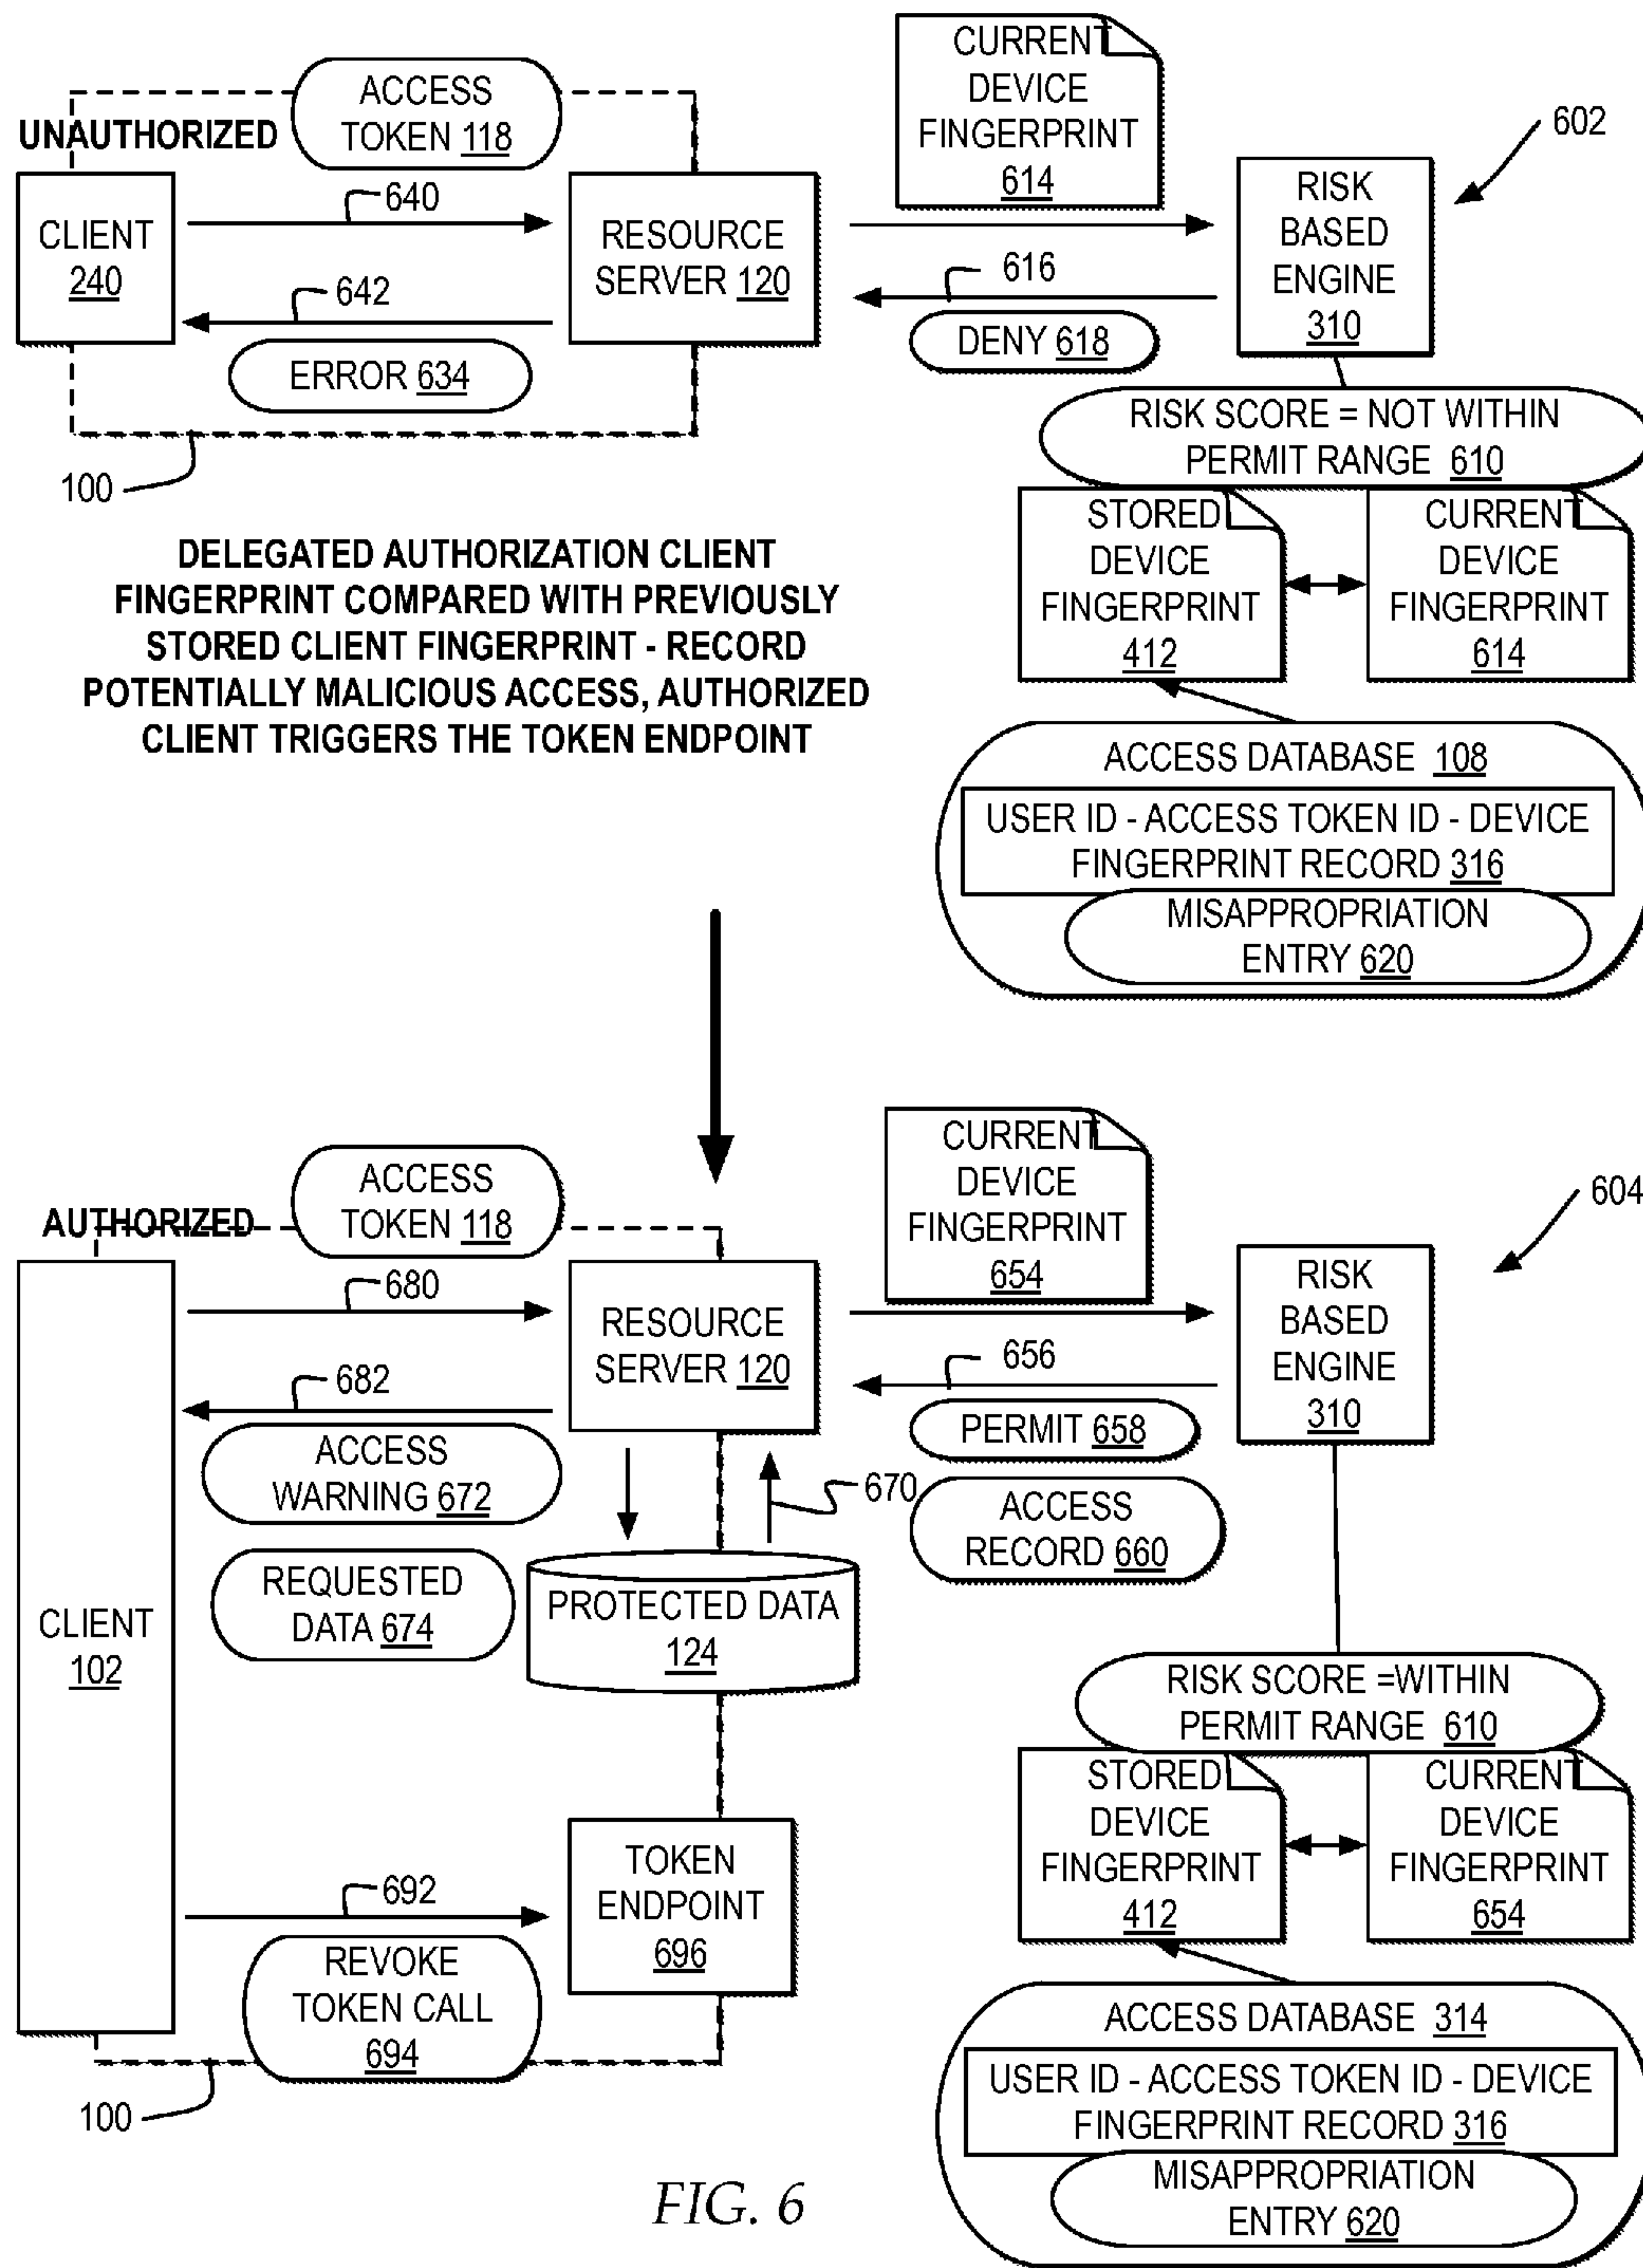 CURRENT
DEVICE
FINGERPRINT
614
602
ACCESS
TOKEN 118
UNAUTHORIZED
CLIENT
240
640
642
ERROR 634
RESOURCE
SERVER 120
616
DENY 618
RISK
BASED
ENGINE
310
100
RISK SCORE = NOT WITHIN
PERMIT RANGE 610
STORED
DEVICE
FINGERPRINT
412
CURRENT
DEVICE
FINGERPRINT
614
DELEGATED AUTHORIZATION CLIENT
FINGERPRINT COMPARED WITH PREVIOUSLY
STORED CLIENT FINGERPRINT - RECORD
POTENTIALLY MALICIOUS ACCESS, AUTHORIZED
CLIENT TRIGGERS THE TOKEN ENDPOINT
ACCESS DATABASE 108
USER ID - ACCESS TOKEN ID - DEVICE
FINGERPRINT RECORD 316
MISAPPROPRIATION
ENTRY 620
CURRENT
DEVICE
FINGERPRINT
654
604
ACCESS
TOKEN 118
AUTHORIZED
CLIENT
102
680
682
ACCESS
WARNING 672
REQUESTED
DATA 674
RESOURCE
SERVER 120
656
PERMIT 658
670
ACCESS
RECORD 660
RISK
BASED
ENGINE
310
PROTECTED DATA
124
RISK SCORE =WITHIN
PERMIT RANGE 610
STORED
DEVICE
FINGERPRINT
412
CURRENT
DEVICE
FINGERPRINT
654
692
REVOKE
TOKEN CALL
694
TOKEN
ENDPOINT
696
100
ACCESS DATABASE 314
USER ID - ACCESS TOKEN ID - DEVICE
FINGERPRINT RECORD 316
MISAPPROPRIATION
ENTRY 620
FIG. 6